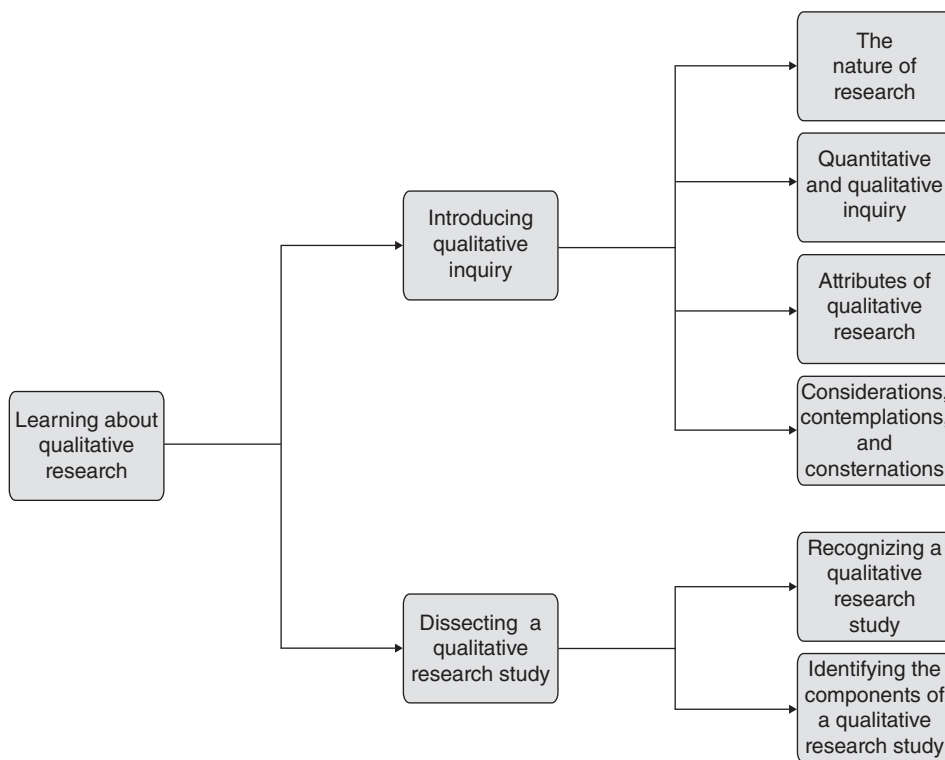 The
nature of
research
Quantitative
and qualitative
inquiry
Introducing
qualitative
inquiry
Attributes of
qualitative
research
Considerations,
contemplations,
and
consternations
Learning about
qualitative
research
Recognizing a
qualitative
research
study
Dissecting a
qualitative
research study
Identifying the
components of
a qualitative
research study